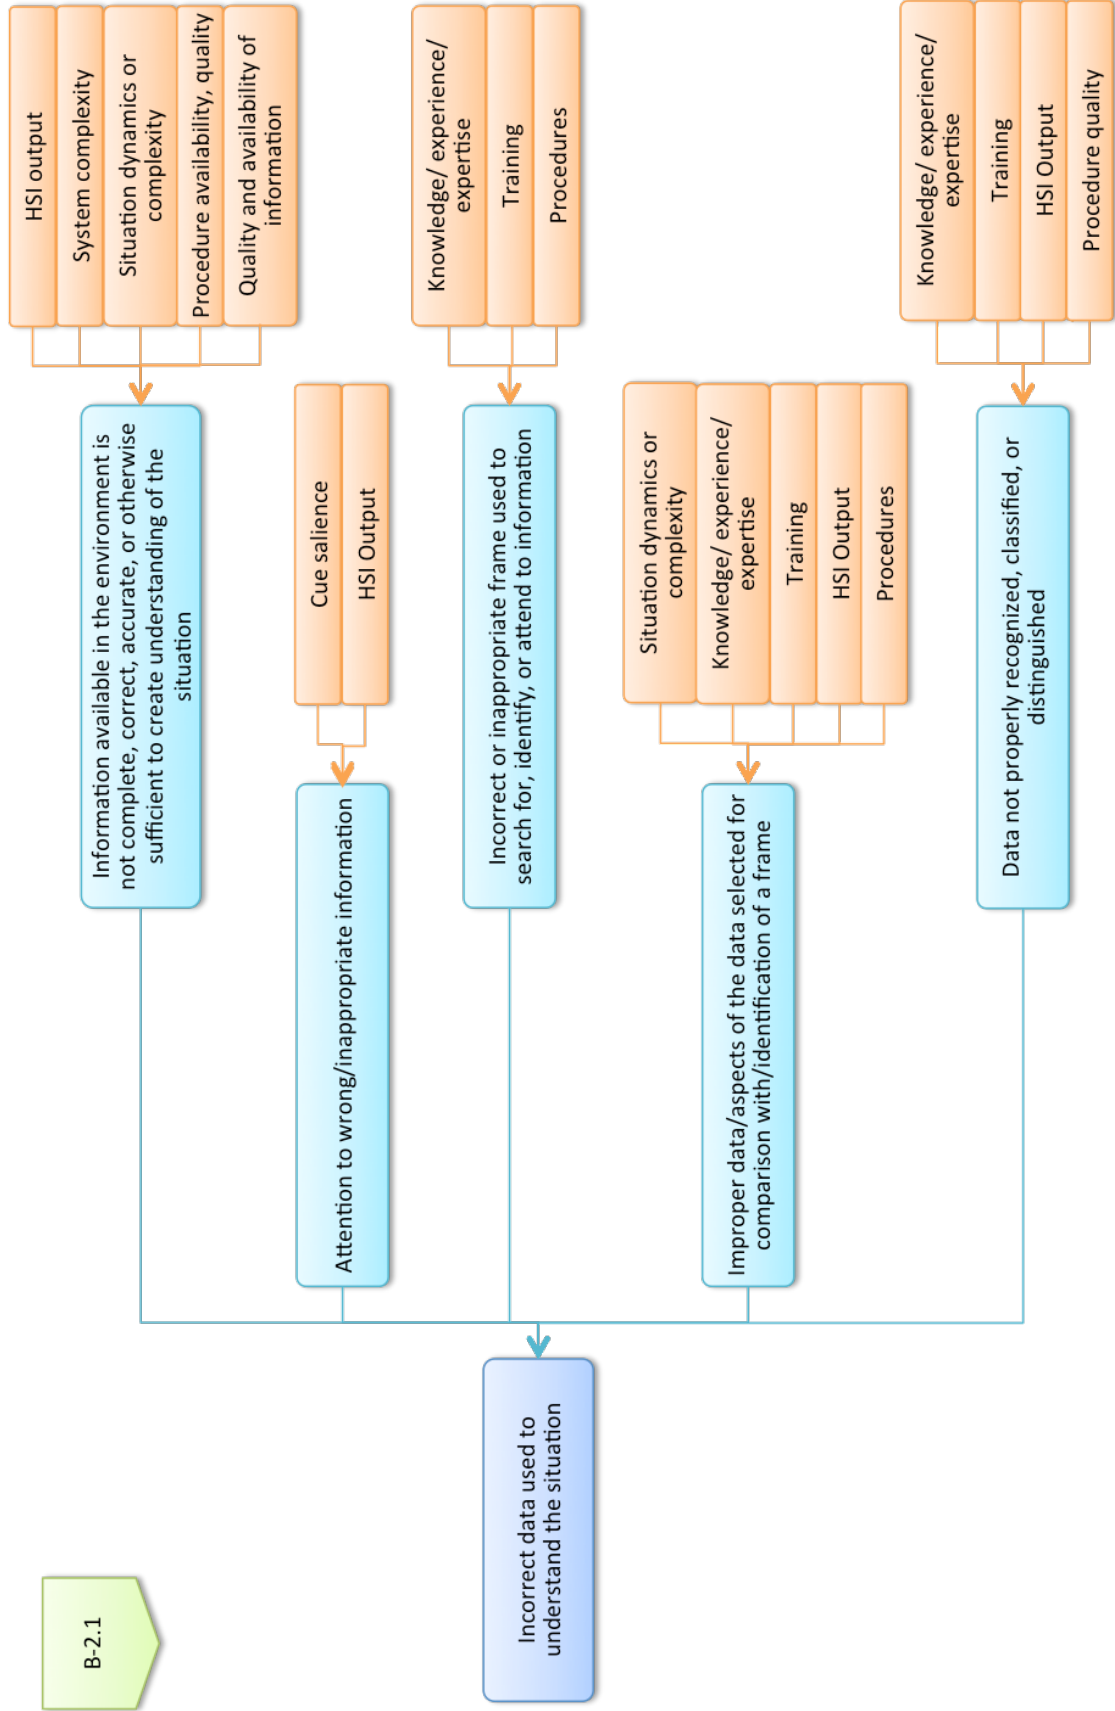 B-2.1
Incorrect data used to
understand the situation
Information available in the environment is
not complete, correct, accurate, or otherwise
sufficient to create understanding of the
situation
HSI output
System complexity
Situation dynamics or
complexity
Procedure availability, quality
Quality and availability of
information
Attention to wrong/inappropriate information
Cue salience
HSI Output
Incorrect or inappropriate frame used to
search for, identify, or attend to information
Knowledge/ experience/
expertise
Training
Procedures
Improper data/aspects of the data selected for
comparison with/identification of a frame
Situation dynamics or
complexity
Knowledge/ experience/
expertise
Training
HSI Output
Procedures
Data not properly recognized, classified, or
distinguished
Knowledge/ experience/
expertise
Training
HSI Output
Procedure quality